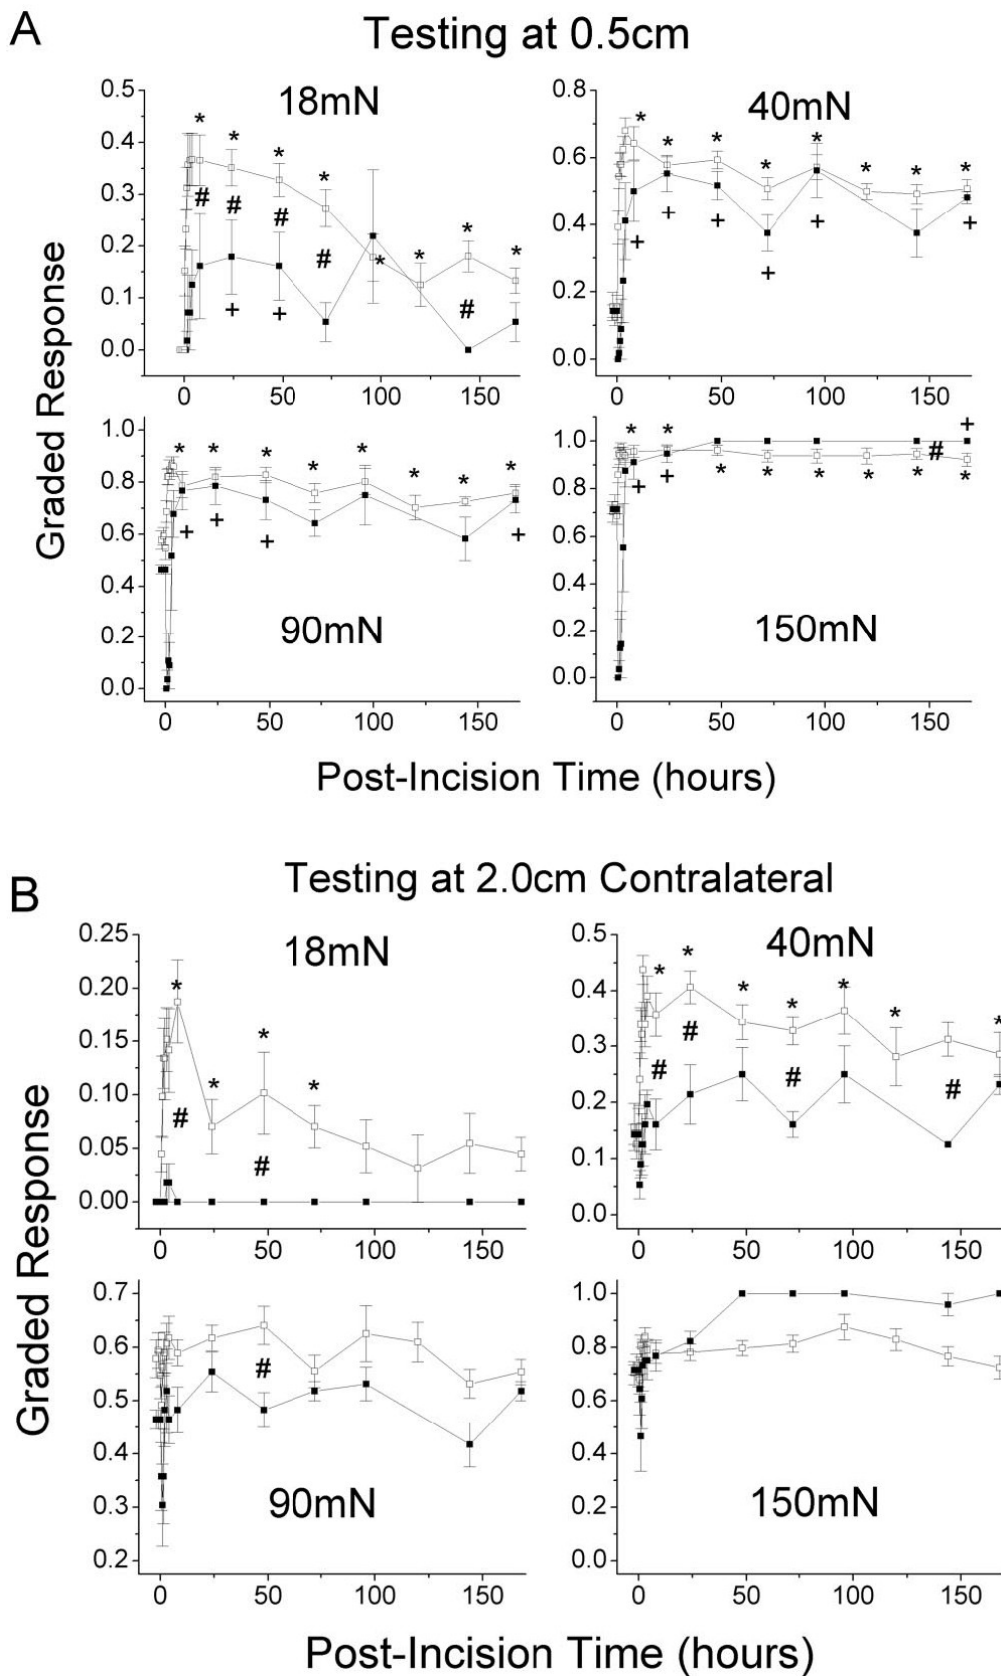 A
Testing at 0.5cm
18mN
0.5
0.4
0.3
0.2
0.1
0.0
* * * * * * * *
# # # # #
+ +
0 50 100 150
40mN
0.8
0.6
0.4
0.2
0.0
* * * * * * * *
+ + + + + +
0 50 100 150
90mN
1.0
0.8
0.6
0.4
0.2
0.0
* * * * * * * *
+ + + +
0 50 100 150
150mN
1.0
0.8
0.6
0.4
0.2
0.0
* * * * * * * *
#
+ + +
0 50 100 150
Graded Response
Post-Incision Time (hours)
B
Testing at 2.0cm Contralateral
18mN
0.25
0.20
0.15
0.10
0.05
0.00
* * * *
# #
0 50 100 150
40mN
0.5
0.4
0.3
0.2
0.1
0.0
* * * * * * *
# # # #
0 50 100 150
90mN
0.7
0.6
0.5
0.4
0.3
0.2
#
0 50 100 150
150mN
1.0
0.8
0.6
0.4
0.2
0.0
0 50 100 150
Graded Response
Post-Incision Time (hours)